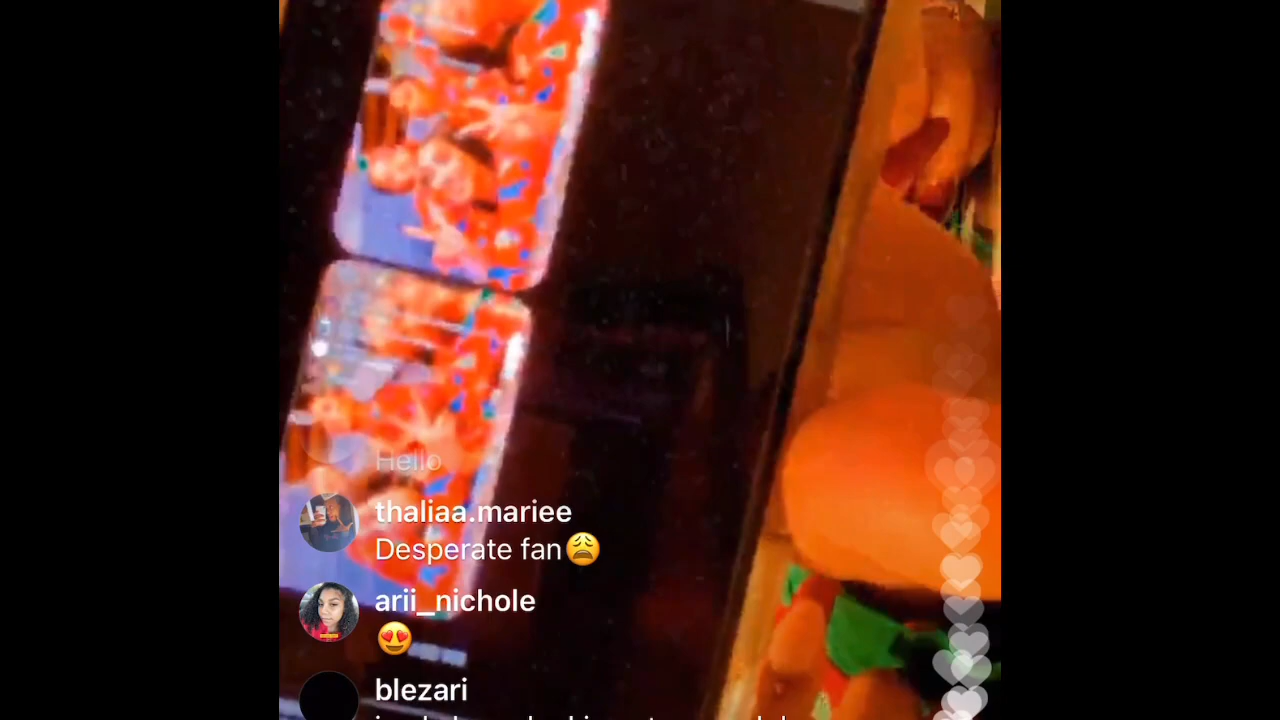 Hello
thaliaa.mariee
Desperate fan😩
arii_nichole
😍
blezari